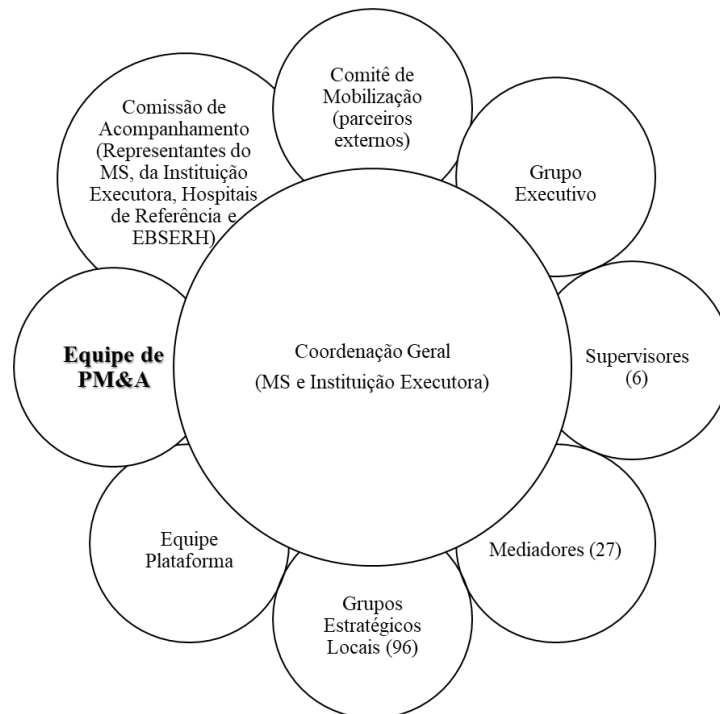 Comitê de
Mobilização
(parceiros
externos)
Comissão de
Acompanhamento
(Representantes do
MS, da Instituição
Executora, Hospitais
de Referência e
EBSERH)
Grupo
Executivo
Equipe de
PM&A
Coordenação Geral
(MS e Instituição Executora)
Supervisores
(6)
Equipe
Plataforma
Mediadores (27)
Grupos
Estratégicos
Locais (96)